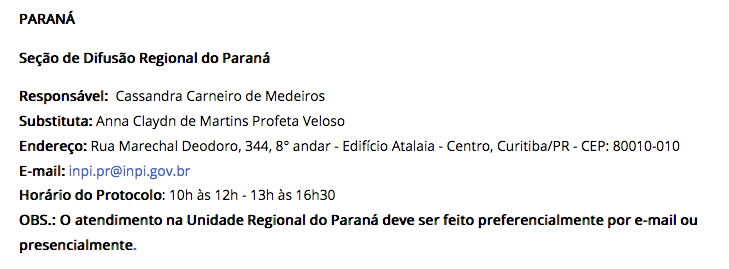 PARANÁ
Seção de Difusão Regional do Paraná
Responsável:  Cassandra Carneiro de Medeiros
Substituta: Anna Claydn de Martins Profeta Veloso
Endereço: Rua Marechal Deodoro, 344, 8° andar - Edifício Atalaia - Centro, Curitiba/PR - CEP: 80010-010
E-mail: inpi.pr@inpi.gov.br
Horário do Protocolo: 10h às 12h - 13h às 16h30
OBS.: O atendimento na Unidade Regional do Paraná deve ser feito preferencialmente por e-mail ou
presencialmente.